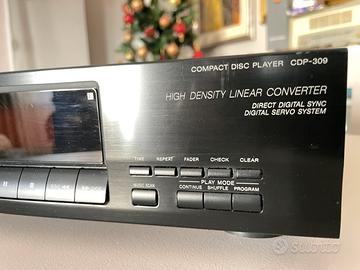 COMPACT DISC PLAYER CDP-309
HIGH DENSITY LINEAR CONVERTER
DIRECT DIGITAL SYNC
DIGITAL SERVO SYSTEM
TIME REPEAT FADER CHECK CLEAR
PLAY MODE
MUSIC SCAN CONTINUE SHUFFLE PROGRAM
Subito